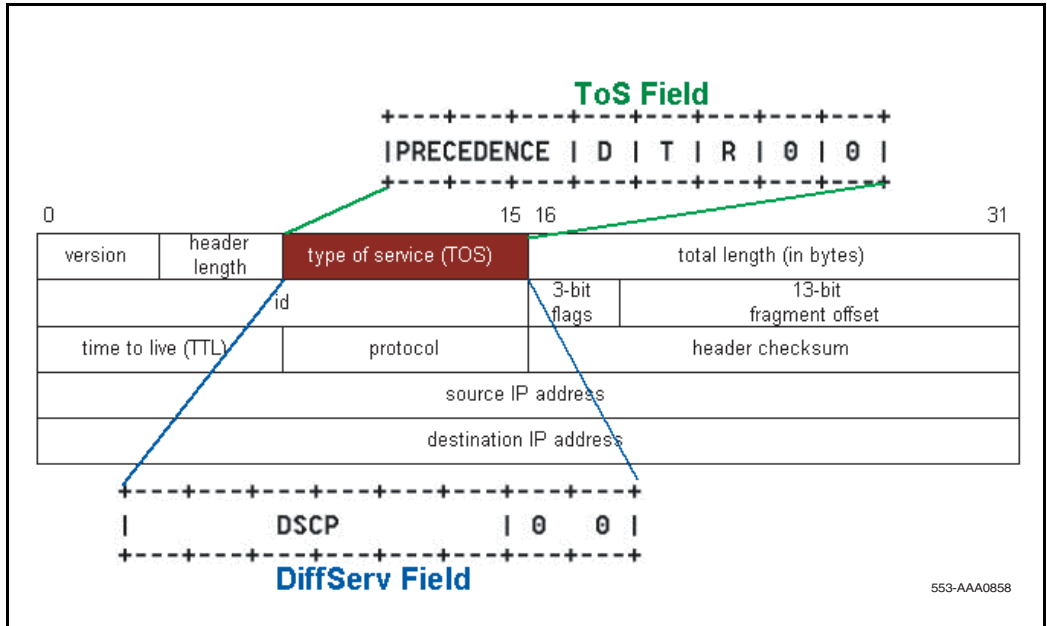 ToS Field
+---+---+---+---+---+---+---+---+
|PRECEDENCE | D | T | R | 0 | 0 |
+---+---+---+---+---+---+---+---+
0 15 16 31
version header length type of service (TOS) total length (in bytes)
id 3-bit flags 13-bit fragment offset
time to live (TTL) protocol header checksum
source IP address
destination IP address
+---+---+---+---+---+---+---+---+
| DSCP | 0 0 |
+---+---+---+---+---+---+---+---+
DiffServ Field
553-AAA0858